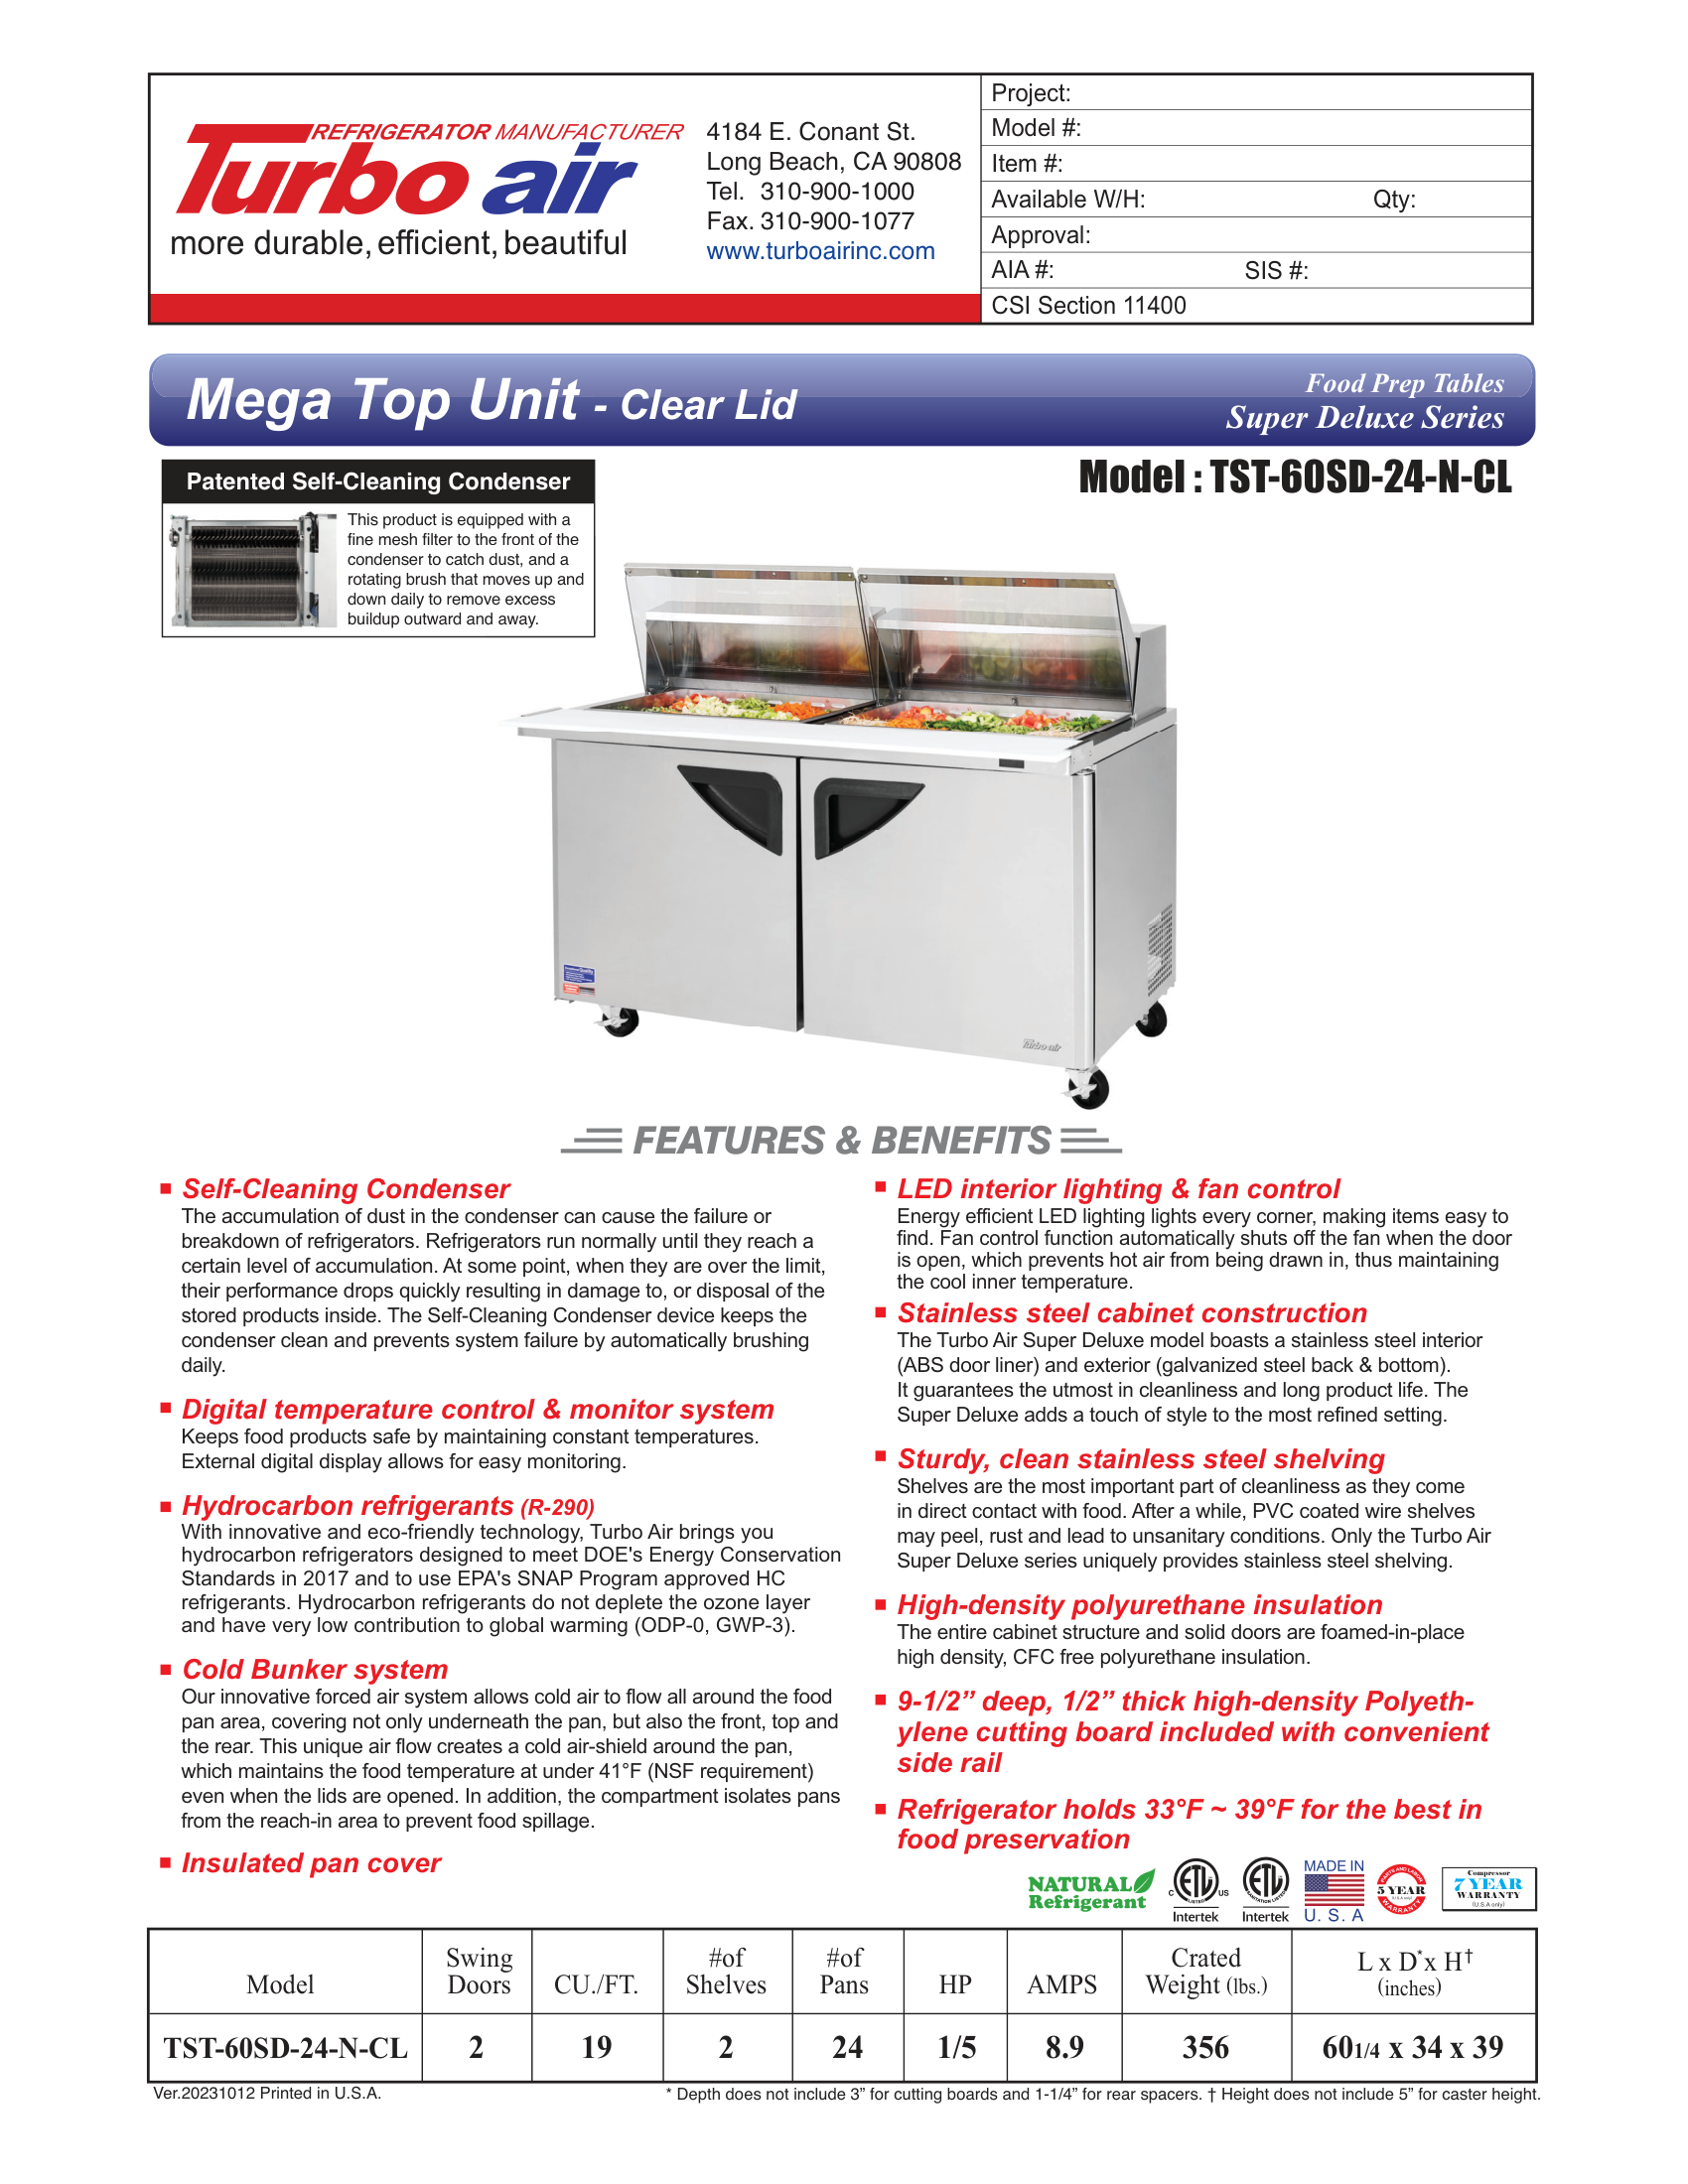 REFRIGERATOR MANUFACTURER
Turbo air
more durable, efficient, beautiful
4184 E. Conant St.
Long Beach, CA 90808
Tel. 310-900-1000
Fax. 310-900-1077
www.turboairinc.com
Project:
Model #:
Item #:
Available W/H: Qty:
Approval:
AIA #: SIS #:
CSI Section 11400
Mega Top Unit - Clear Lid
Food Prep Tables
Super Deluxe Series
Patented Self-Cleaning Condenser
This product is equipped with a
fine mesh filter to the front of the
condenser to catch dust, and a
rotating brush that moves up and
down daily to remove excess
buildup outward and away.
Model : TST-60SD-24-N-CL
Turbo air
FEATURES & BENEFITS
■ Self-Cleaning Condenser
The accumulation of dust in the condenser can cause the failure or
breakdown of refrigerators. Refrigerators run normally until they reach a
certain level of accumulation. At some point, when they are over the limit,
their performance drops quickly resulting in damage to, or disposal of the
stored products inside. The Self-Cleaning Condenser device keeps the
condenser clean and prevents system failure by automatically brushing
daily.
■ Digital temperature control & monitor system
Keeps food products safe by maintaining constant temperatures.
External digital display allows for easy monitoring.
■ Hydrocarbon refrigerants (R-290)
With innovative and eco-friendly technology, Turbo Air brings you
hydrocarbon refrigerators designed to meet DOE's Energy Conservation
Standards in 2017 and to use EPA's SNAP Program approved HC
refrigerants. Hydrocarbon refrigerants do not deplete the ozone layer
and have very low contribution to global warming (ODP-0, GWP-3).
■ Cold Bunker system
Our innovative forced air system allows cold air to flow all around the food
pan area, covering not only underneath the pan, but also the front, top and
the rear. This unique air flow creates a cold air-shield around the pan,
which maintains the food temperature at under 41°F (NSF requirement)
even when the lids are opened. In addition, the compartment isolates pans
from the reach-in area to prevent food spillage.
■ Insulated pan cover
■ LED interior lighting & fan control
Energy efficient LED lighting lights every corner, making items easy to
find. Fan control function automatically shuts off the fan when the door
is open, which prevents hot air from being drawn in, thus maintaining
the cool inner temperature.
■ Stainless steel cabinet construction
The Turbo Air Super Deluxe model boasts a stainless steel interior
(ABS door liner) and exterior (galvanized steel back & bottom).
It guarantees the utmost in cleanliness and long product life. The
Super Deluxe adds a touch of style to the most refined setting.
■ Sturdy, clean stainless steel shelving
Shelves are the most important part of cleanliness as they come
in direct contact with food. After a while, PVC coated wire shelves
may peel, rust and lead to unsanitary conditions. Only the Turbo Air
Super Deluxe series uniquely provides stainless steel shelving.
■ High-density polyurethane insulation
The entire cabinet structure and solid doors are foamed-in-place
high density, CFC free polyurethane insulation.
■ 9-1/2” deep, 1/2” thick high-density Polyeth-
ylene cutting board included with convenient
side rail
■ Refrigerator holds 33°F ~ 39°F for the best in
food preservation
NATURAL
Refrigerant
C ETL US
LISTED
Intertek
ETL
SANITATION LISTED
Intertek
MADE IN
U. S. A
PARTS AND LABOR
5 YEAR
(U.S.A only)
WARRANTY
Compressor
7 YEAR
WARRANTY
(U.S.A only)
Model Swing Doors CU./FT. #of Shelves #of Pans HP AMPS Crated Weight (lbs.) L x D* x H† (inches)
TST-60SD-24-N-CL 2 19 2 24 1/5 8.9 356 60 1/4 x 34 x 39
Ver.20231012 Printed in U.S.A.
* Depth does not include 3” for cutting boards and 1-1/4” for rear spacers. † Height does not include 5” for caster height.